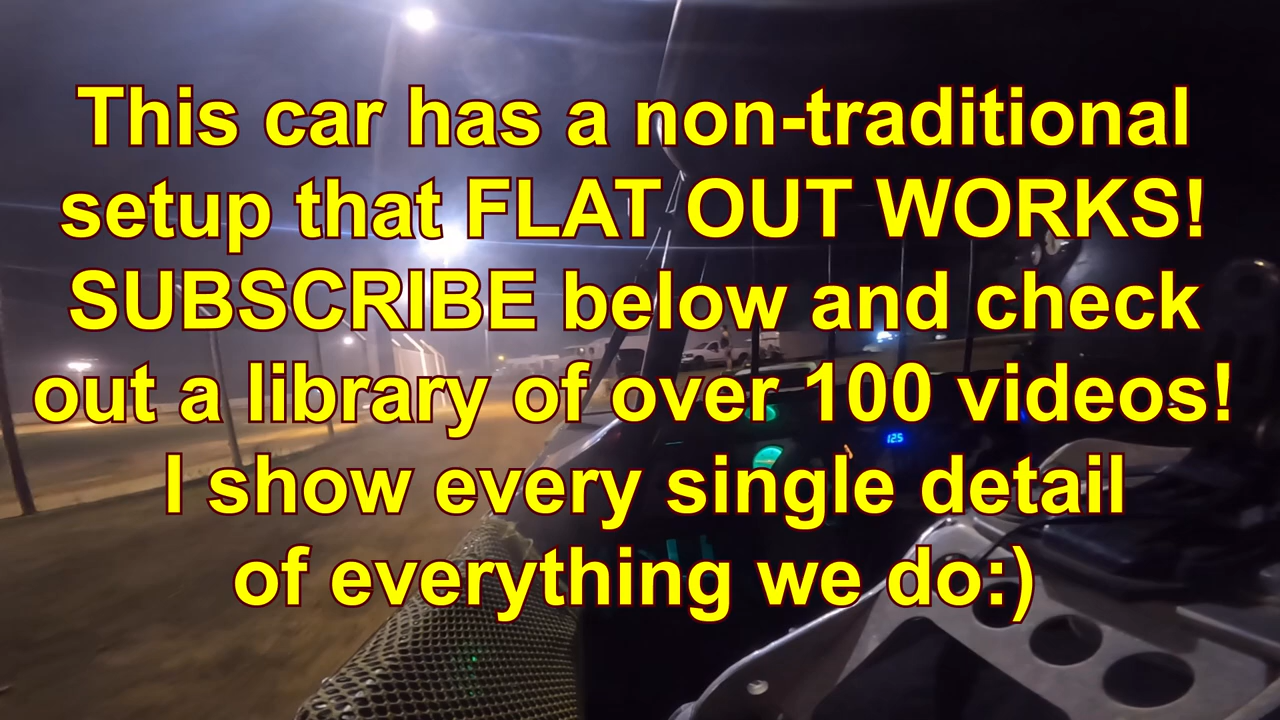 This car has a non-traditional
setup that FLAT OUT WORKS!
SUBSCRIBE below and check
out a library of over 100 videos!
I show every single detail
of everything we do:)
125